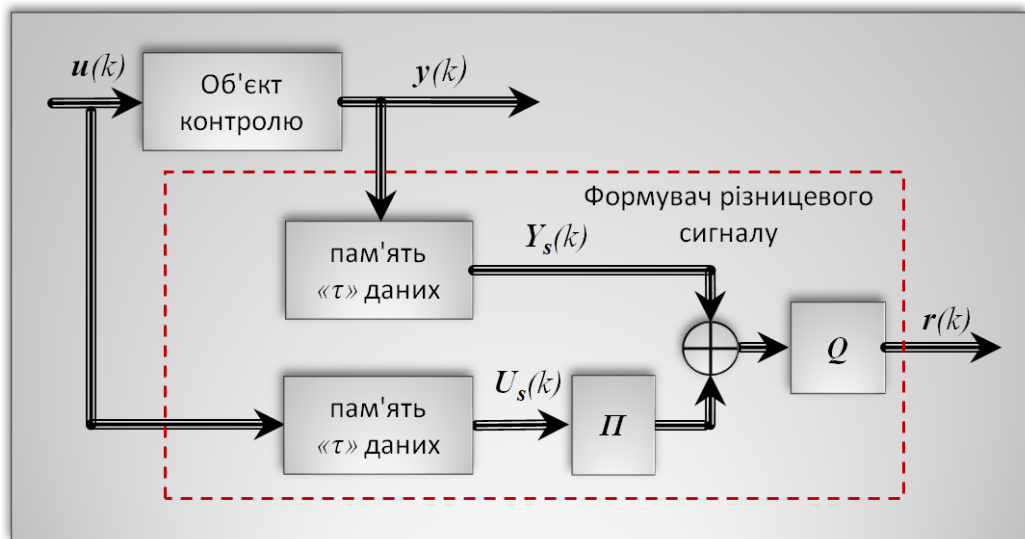 u(k)
Об'єкт
контролю
y(k)
Формувач різницевого
сигналу
пам'ять
«τ» даних
Yₛ(k)
Q
r(k)
пам'ять
«τ» даних
Uₛ(k)
П